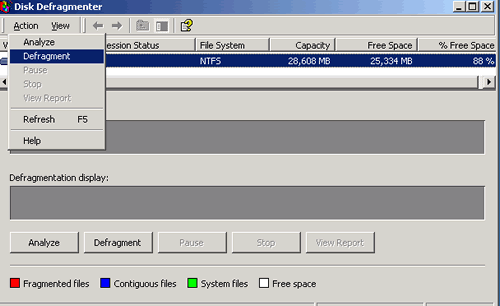 Disk Defragmenter
Action View
ession Status File System Capacity Free Space % Free Space
NTFS 28,608 MB 25,334 MB 88 %
Analyze
Defragment
Pause
Stop
View Report
Refresh F5
Help
Defragmentation display:
Analyze Defragment Pause Stop View Report
Fragmented files Contiguous files System files Free space